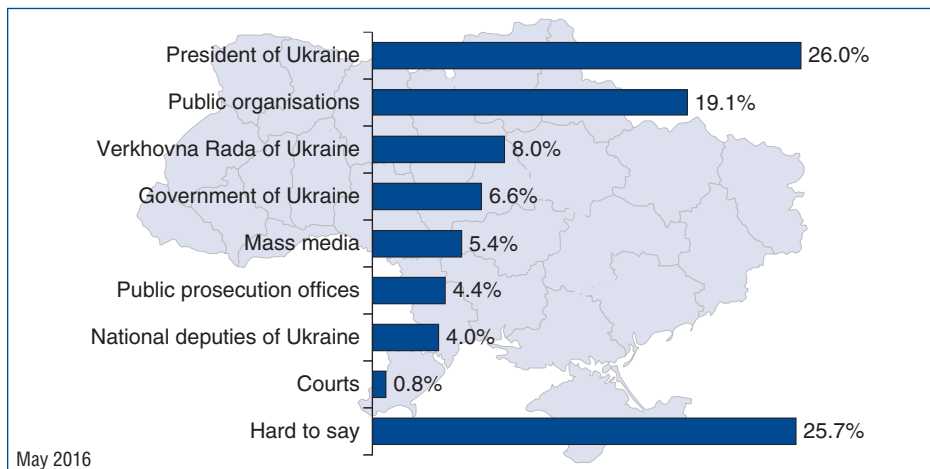 President of Ukraine 26.0%
Public organisations 19.1%
Verkhovna Rada of Ukraine 8.0%
Government of Ukraine 6.6%
Mass media 5.4%
Public prosecution offices 4.4%
National deputies of Ukraine 4.0%
Courts 0.8%
Hard to say 25.7%
May 2016